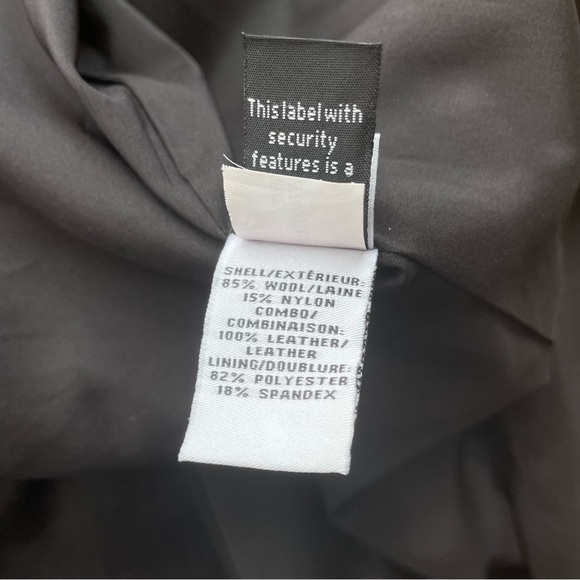 This label with
security
features is a
SHELL/EXTÉRIEUR:
85% WOOL/LAINE
15% NYLON
COMBO/
COMBINAISON:
100% LEATHER/
LEATHER
LINING/DOUBLURE:
82% POLYESTER
18% SPANDEX